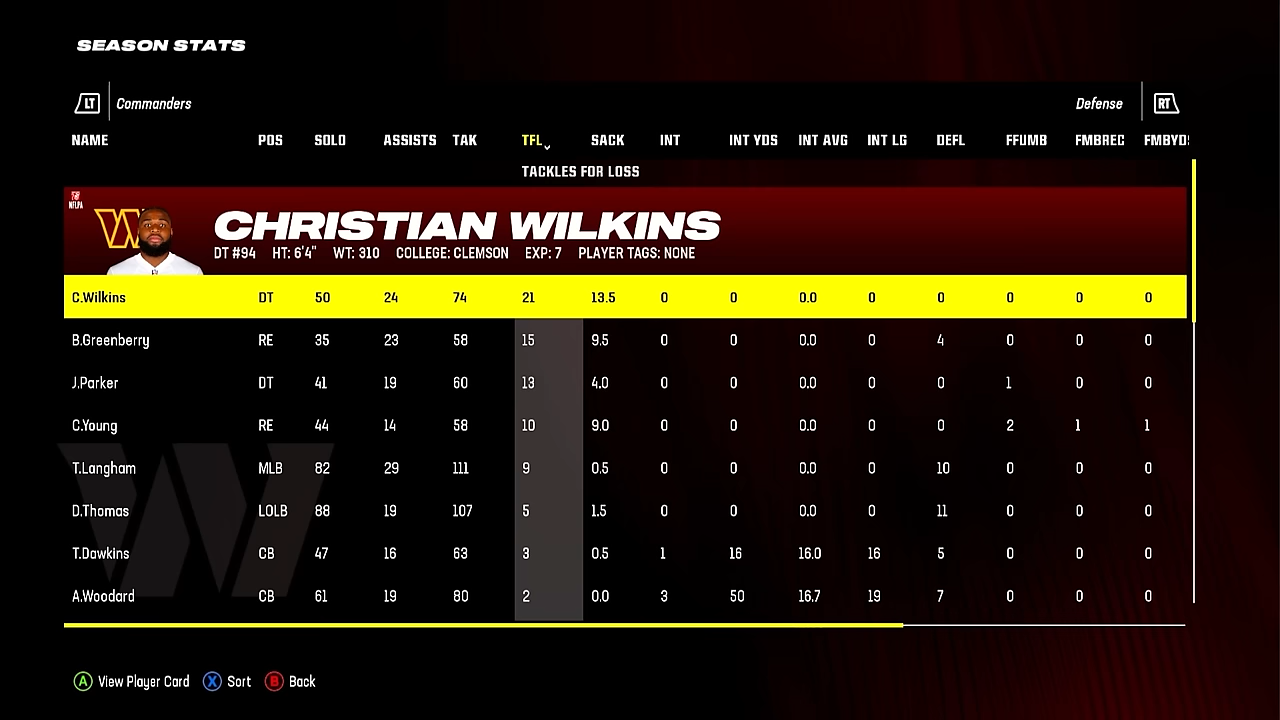 SEASON STATS
LT Commanders Defense RT
NAME POS SOLO ASSISTS TAK TFL SACK INT INT YDS INT AVG INT LG DEFL FFUMB FMBREC FMBYDS
TACKLES FOR LOSS
NFLPA
CHRISTIAN WILKINS
DT #94 HT: 6'4" WT: 310 COLLEGE: CLEMSON EXP: 7 PLAYER TAGS: NONE
C.Wilkins DT 50 24 74 21 13.5 0 0 0.0 0 0 0 0 0
B.Greenberry RE 35 23 58 15 9.5 0 0 0.0 0 4 0 0 0
J.Parker DT 41 19 60 13 4.0 0 0 0.0 0 0 1 0 0
C.Young RE 44 14 58 10 9.0 0 0 0.0 0 0 2 1 1
T.Langham MLB 82 29 111 9 0.5 0 0 0.0 0 10 0 0 0
D.Thomas LOLB 88 19 107 5 1.5 0 0 0.0 0 11 0 0 0
T.Dawkins CB 47 16 63 3 0.5 1 16 16.0 16 5 0 0 0
A.Woodard CB 61 19 80 2 0.0 3 50 16.7 19 7 0 0 0
A View Player Card X Sort B Back